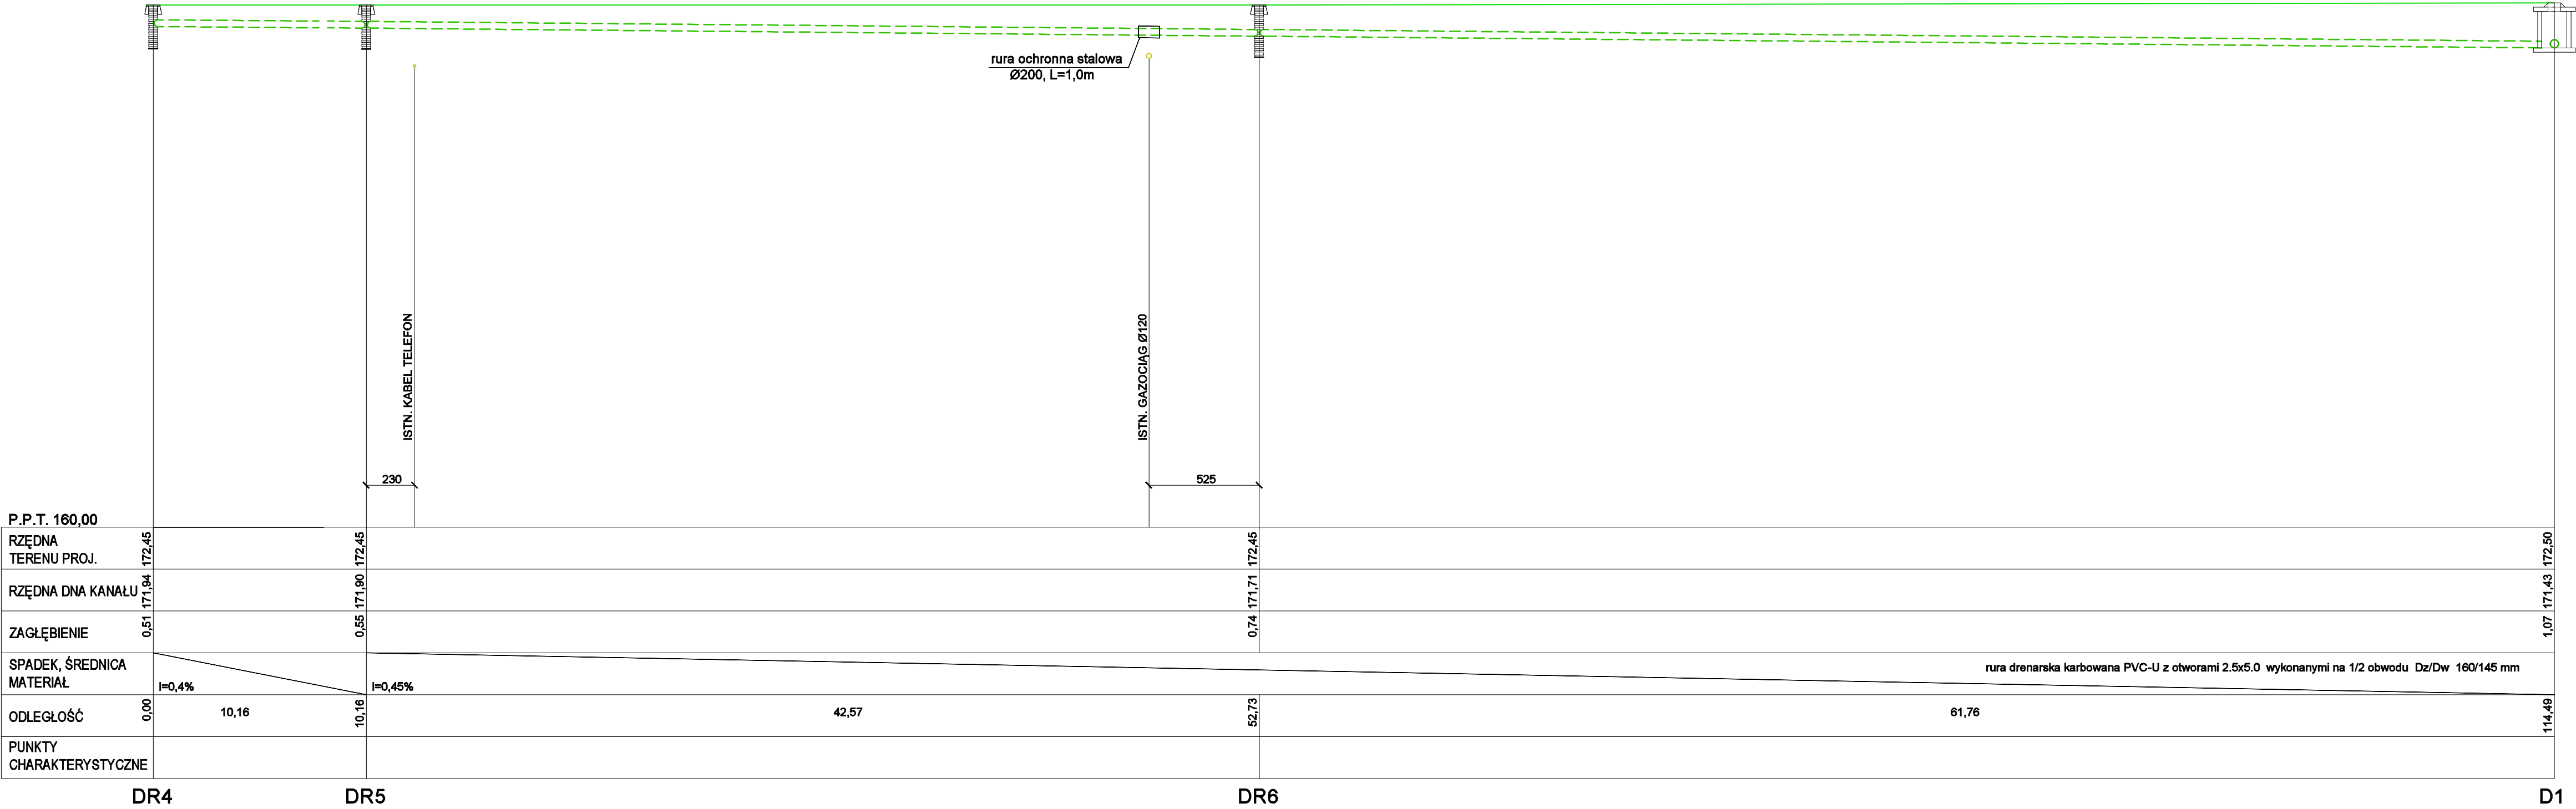 rura ochronna stalowa
Ø200, L=1,0m
ISTN. KABEL TELEFON
ISTN. GAZOCIĄG Ø120
230
525
P.P.T. 160,00
RZĘDNA
TERENU PROJ.
172,45
172,45
172,45
172,50
RZĘDNA DNA KANAŁU
171,94
171,90
171,71
171,43
ZAGŁĘBIENIE
0,51
0,55
0,74
1,07
SPADEK, ŚREDNICA
MATERIAŁ
i=0,4%
i=0,45%
rura drenarska karbowana PVC-U z otworami 2.5x5.0 wykonanymi na 1/2 obwodu Dz/Dw 160/145 mm
ODLEGŁOŚĆ
0,00
10,16
10,16
42,57
52,73
61,76
114,49
PUNKTY
CHARAKTERYSTYCZNE
DR4
DR5
DR6
D1